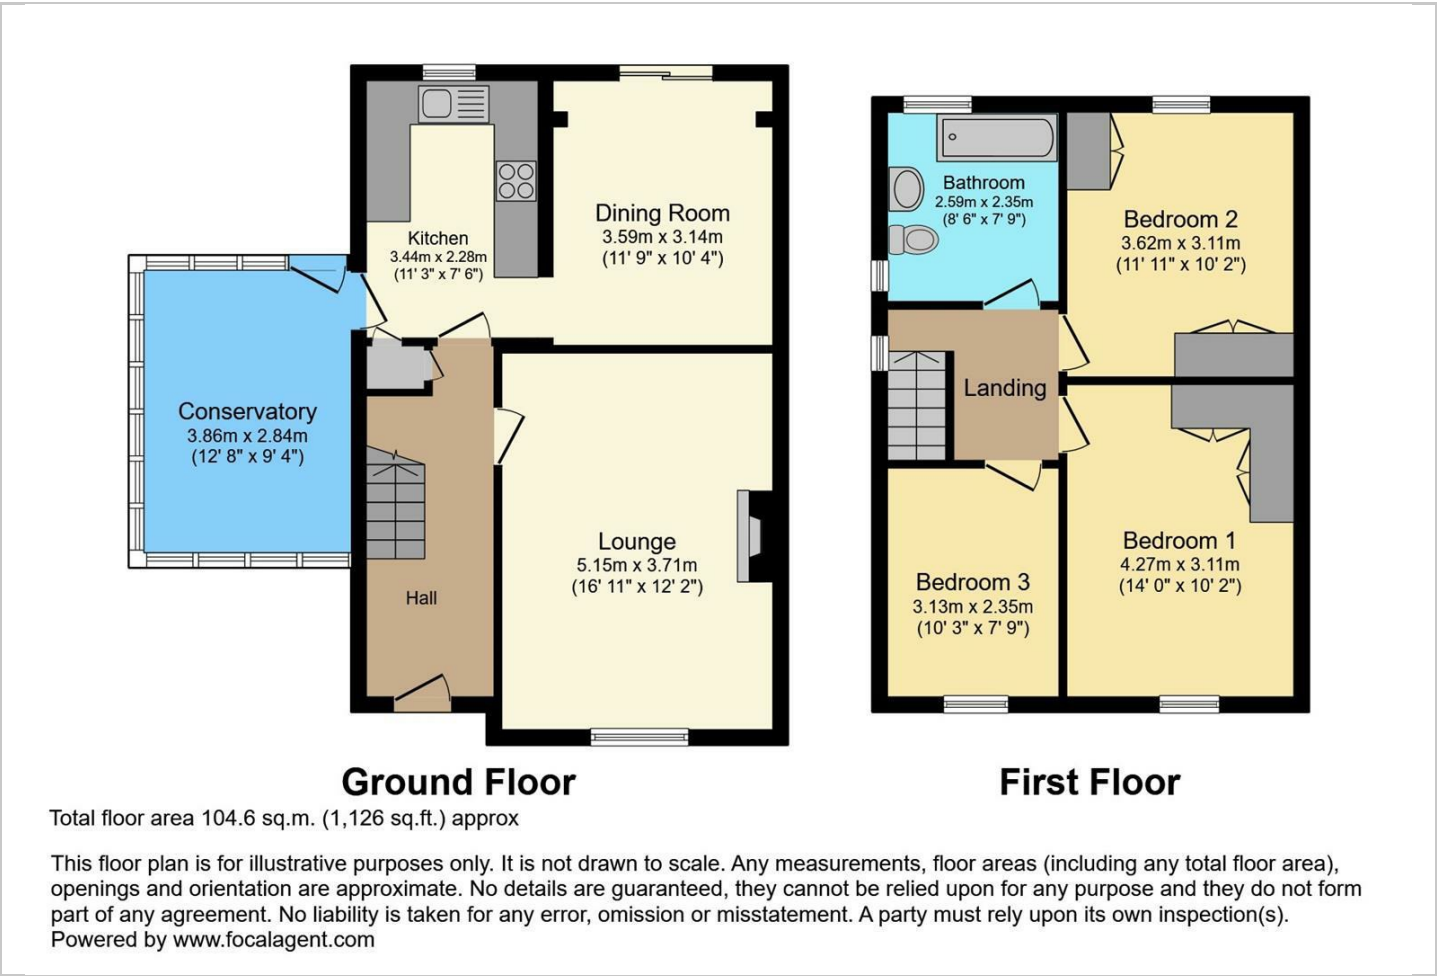 Kitchen
3.44m x 2.28m
(11' 3" x 7' 6")
Dining Room
3.59m x 3.14m
(11' 9" x 10' 4")
Conservatory
3.86m x 2.84m
(12' 8" x 9' 4")
Lounge
5.15m x 3.71m
(16' 11" x 12' 2")
Hall
Ground Floor
Bathroom
2.59m x 2.35m
(8' 6" x 7' 9")
Bedroom 2
3.62m x 3.11m
(11' 11" x 10' 2")
Landing
Bedroom 1
4.27m x 3.11m
(14' 0" x 10' 2")
Bedroom 3
3.13m x 2.35m
(10' 3" x 7' 9")
First Floor
Total floor area 104.6 sq.m. (1,126 sq.ft.) approx
This floor plan is for illustrative purposes only. It is not drawn to scale. Any measurements, floor areas (including any total floor area),
openings and orientation are approximate. No details are guaranteed, they cannot be relied upon for any purpose and they do not form
part of any agreement. No liability is taken for any error, omission or misstatement. A party must rely upon its own inspection(s).
Powered by www.focalagent.com